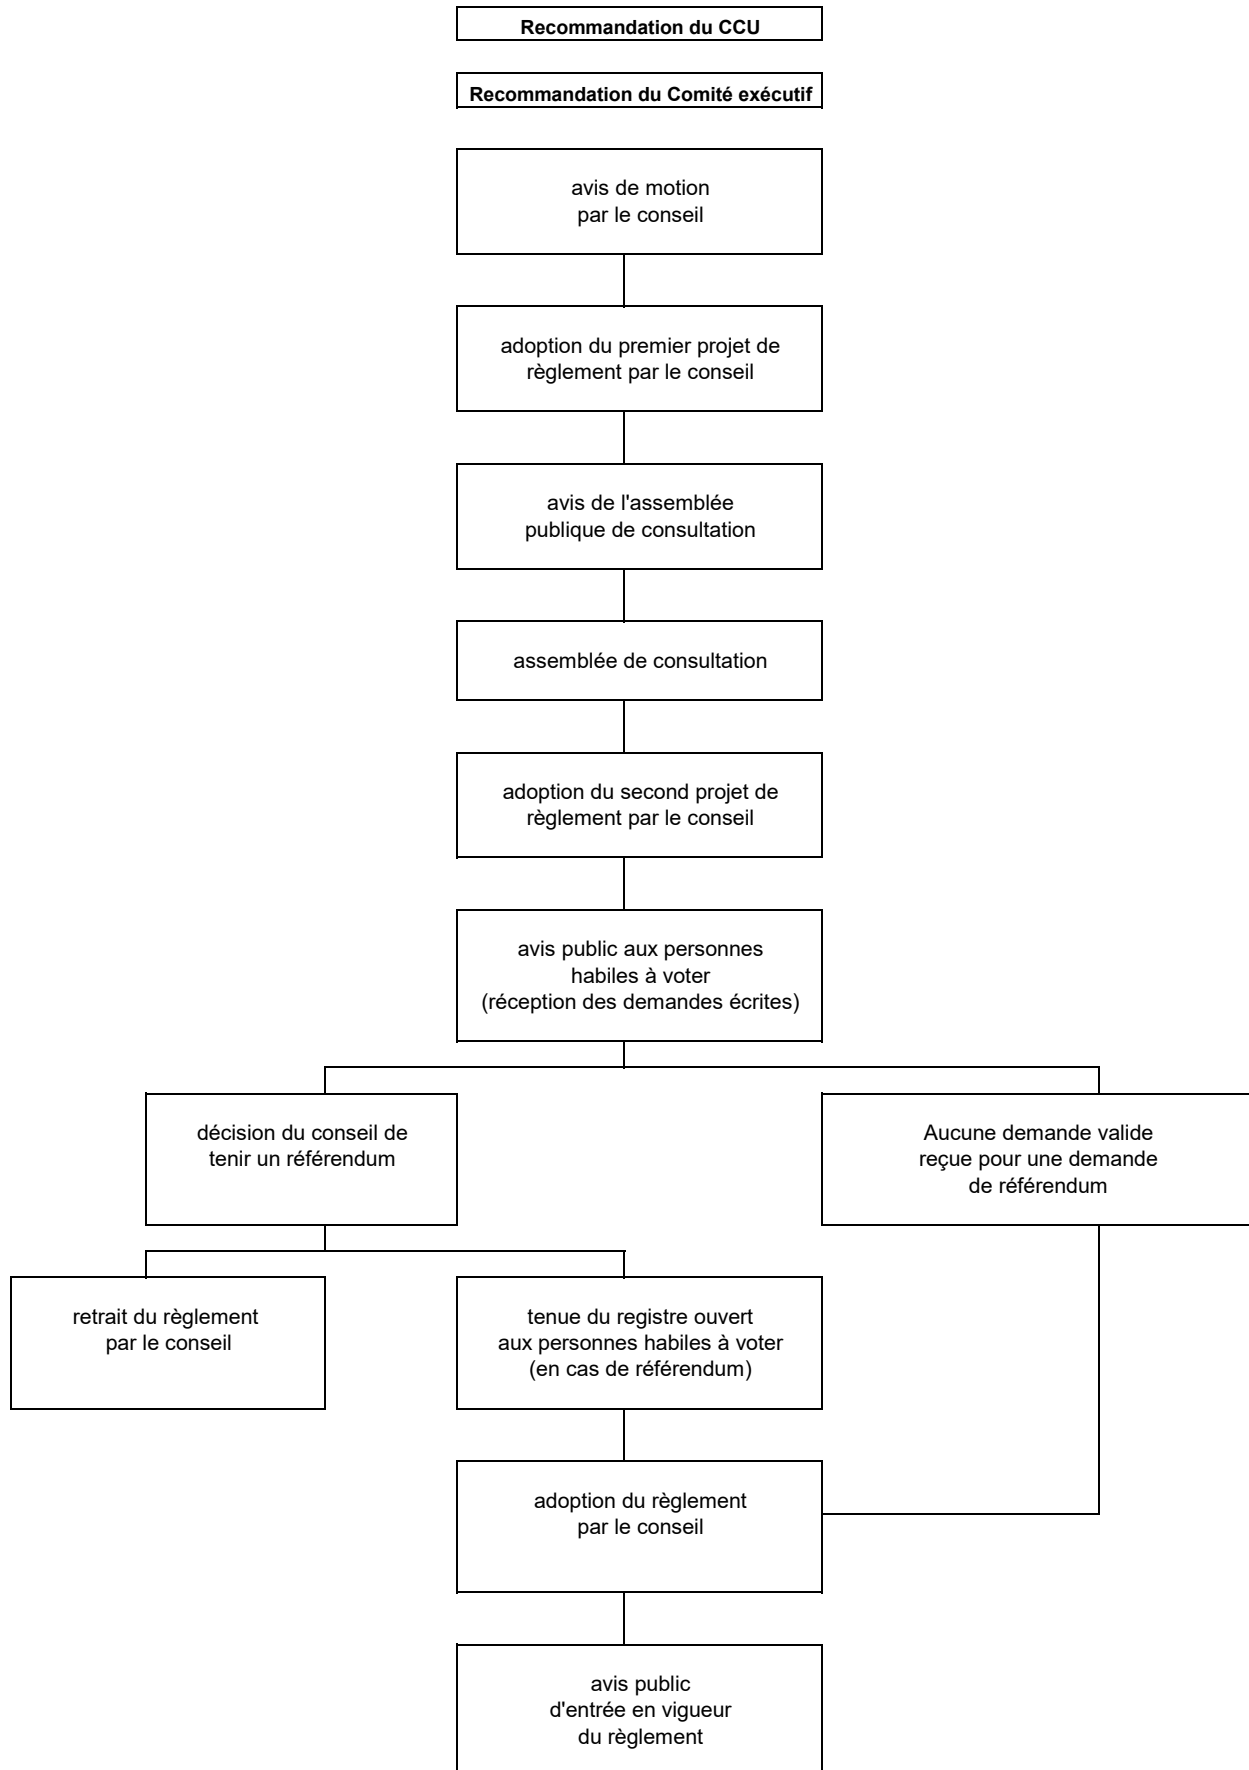 Recommandation du CCU
Recommandation du Comité exécutif
avis de motion
par le conseil
adoption du premier projet de
règlement par le conseil
avis de l'assemblée
publique de consultation
assemblée de consultation
adoption du second projet de
règlement par le conseil
avis public aux personnes
habiles à voter
(réception des demandes écrites)
décision du conseil de
tenir un référendum
Aucune demande valide
reçue pour une demande
de référendum
retrait du règlement
par le conseil
tenue du registre ouvert
aux personnes habiles à voter
(en cas de référendum)
adoption du règlement
par le conseil
avis public
d'entrée en vigueur
du règlement